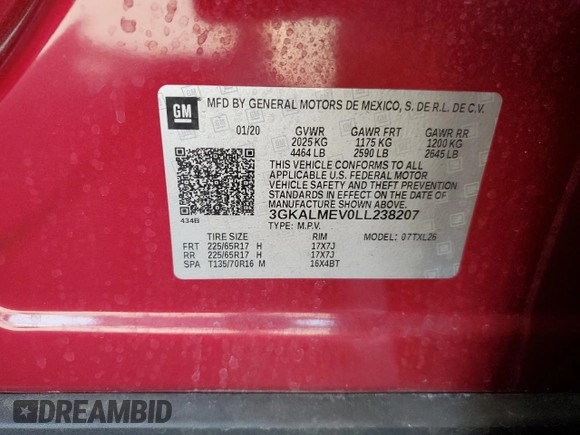 GM
MFD BY GENERAL MOTORS DE MEXICO, S. DE R.L. DE C.V.
01/20 GVWR GAWR FRT GAWR RR
2025 KG 1175 KG 1200 KG
4464 LB 2590 LB 2645 LB
THIS VEHICLE CONFORMS TO ALL
APPLICABLE U.S. FEDERAL MOTOR
VEHICLE SAFETY AND THEFT PREVENTION
STANDARDS IN EFFECT ON THE DATE OF
MANUFACTURE SHOWN ABOVE.
434B
3GKALMEV0LL238207
TYPE: M.P.V.
TIRE SIZE RIM MODEL: 07TXL26
FRT 225/65R17 H 17X7J
RR 225/65R17 H 17X7J
SPA T135/70R16 M 16X4BT
DREAMBID